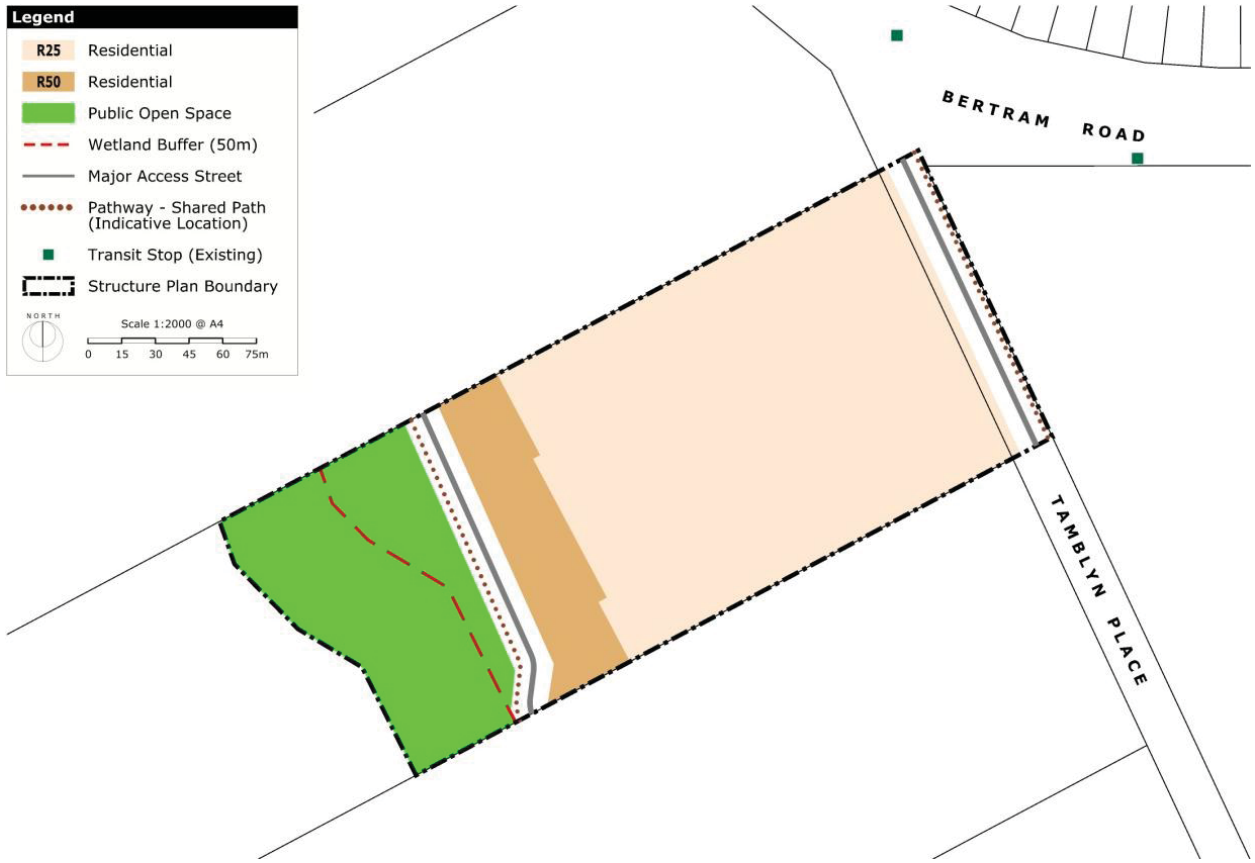 Legend
R25 Residential
R50 Residential
Public Open Space
Wetland Buffer (50m)
Major Access Street
Pathway - Shared Path
(Indicative Location)
Transit Stop (Existing)
Structure Plan Boundary
NORTH
Scale 1:2000 @ A4
0 15 30 45 60 75m
BERTRAM ROAD
TAMBLYN PLACE